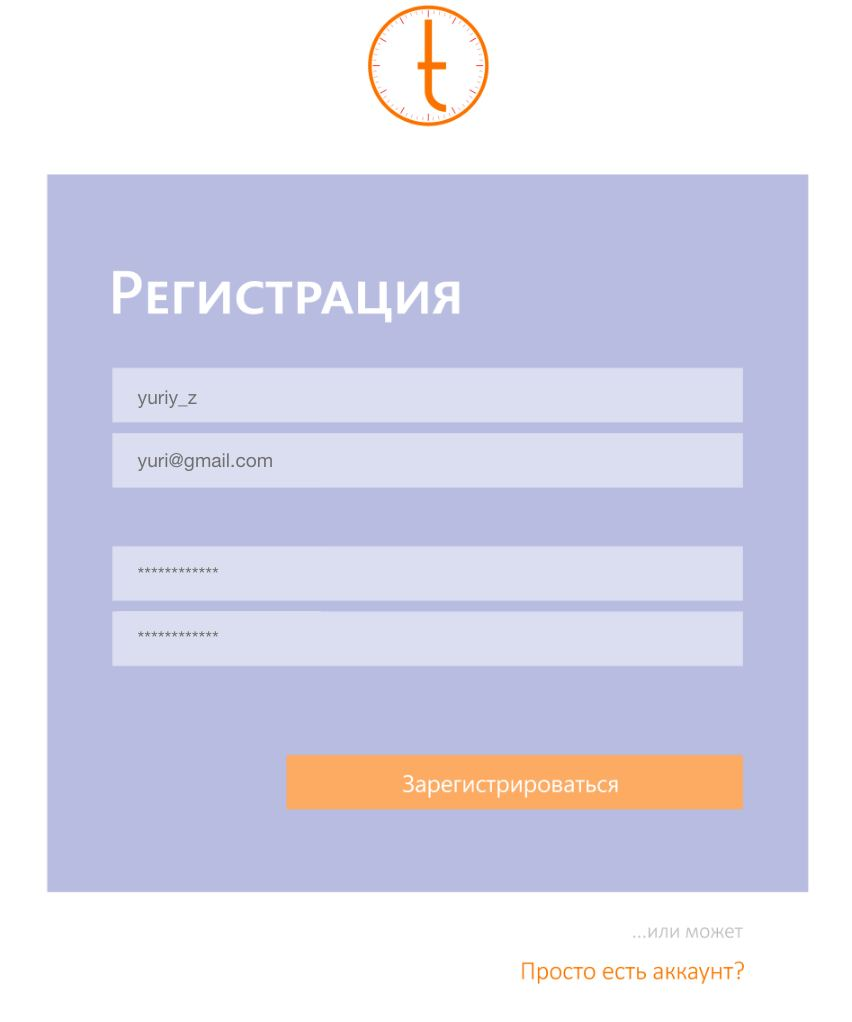 t
Регистрация
yuriy_z
yuri@gmail.com
************
************
Зарегистрироваться
...или может
Просто есть аккаунт?